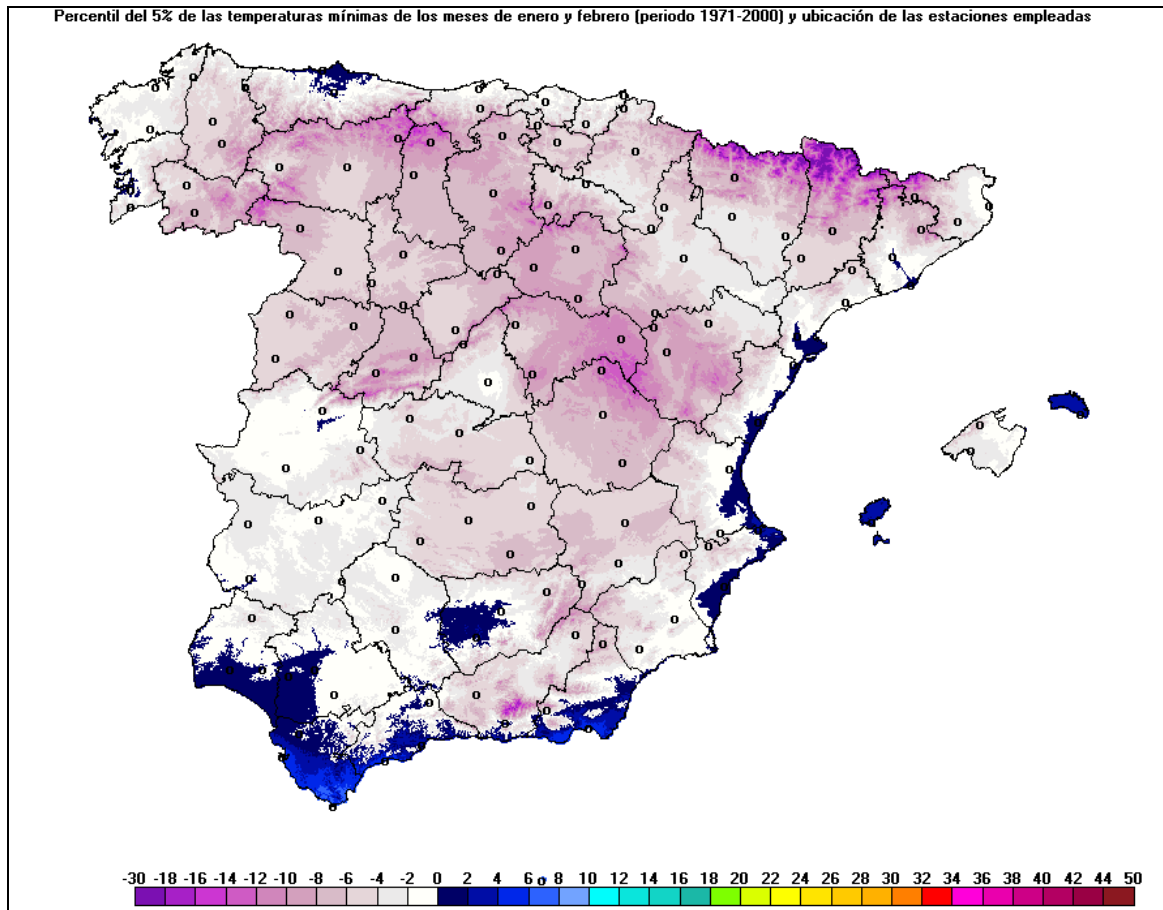 Percentil del 5% de las temperaturas mínimas de los meses de enero y febrero (periodo 1971-2000) y ubicación de las estaciones empleadas
-30 -18 -16 -14 -12 -10 -8 -6 -4 -2 0 2 4 6 8 10 12 14 16 18 20 22 24 26 28 30 32 34 36 38 40 42 44 50